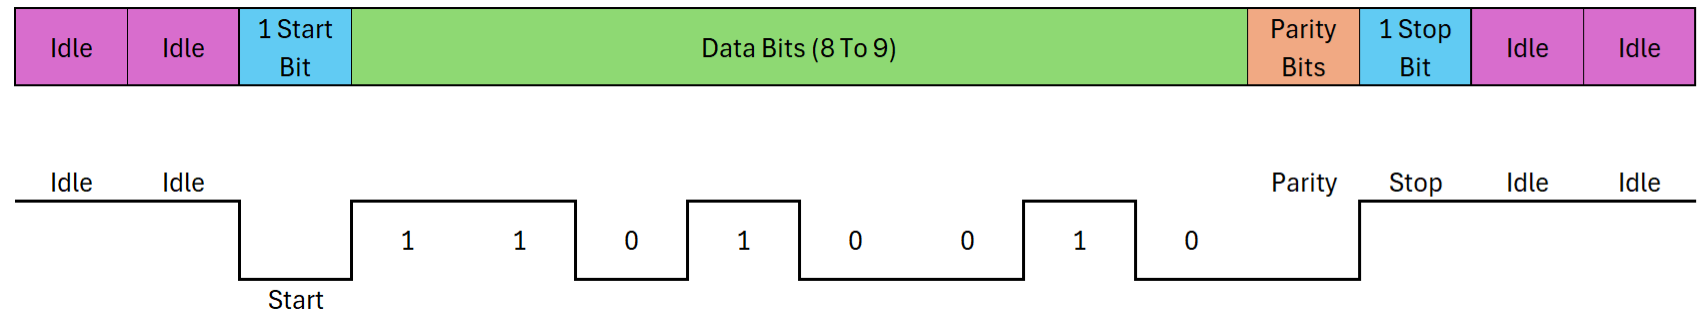 Idle Idle 1 Start Bit Data Bits (8 To 9) Parity Bits 1 Stop Bit Idle Idle
Idle Idle Parity Stop Idle Idle
1 1 0 1 0 0 1 0
Start